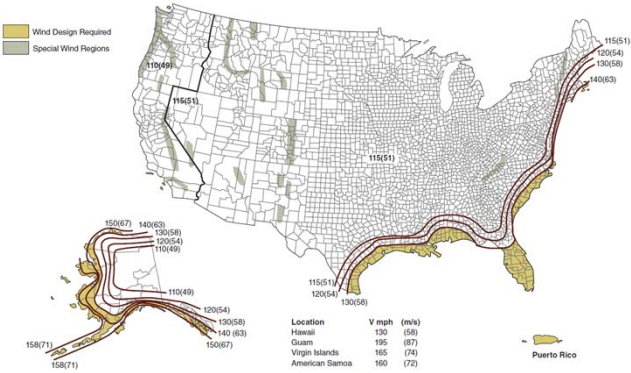 Wind Design Required
Special Wind Regions
110(49)
115(51)
115(51)
115(51)
120(54)
130(58)
140(63)
115(51)
120(54)
130(58)
150(67)
140(63)
130(58)
120(54)
110(49)
110(49)
120(54)
130(58)
140 (63)
150(67)
158(71)
158(71)
Location V mph (m/s)
Hawaii 130 (58)
Guam 195 (87)
Virgin Islands 165 (74)
American Samoa 160 (72)
Puerto Rico